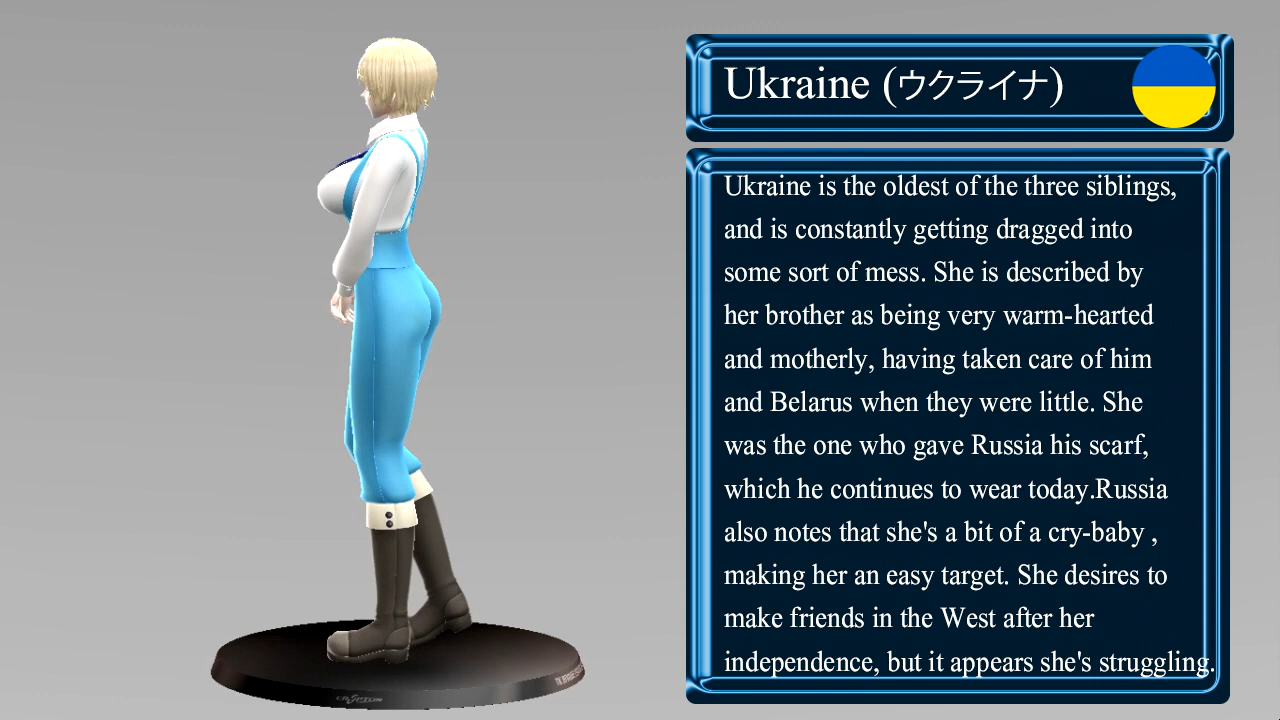 Ukraine (ウクライナ)
Ukraine is the oldest of the three siblings,
and is constantly getting dragged into
some sort of mess. She is described by
her brother as being very warm-hearted
and motherly, having taken care of him
and Belarus when they were little. She
was the one who gave Russia his scarf,
which he continues to wear today.Russia
also notes that she's a bit of a cry-baby ,
making her an easy target. She desires to
make friends in the West after her
independence, but it appears she's struggling.